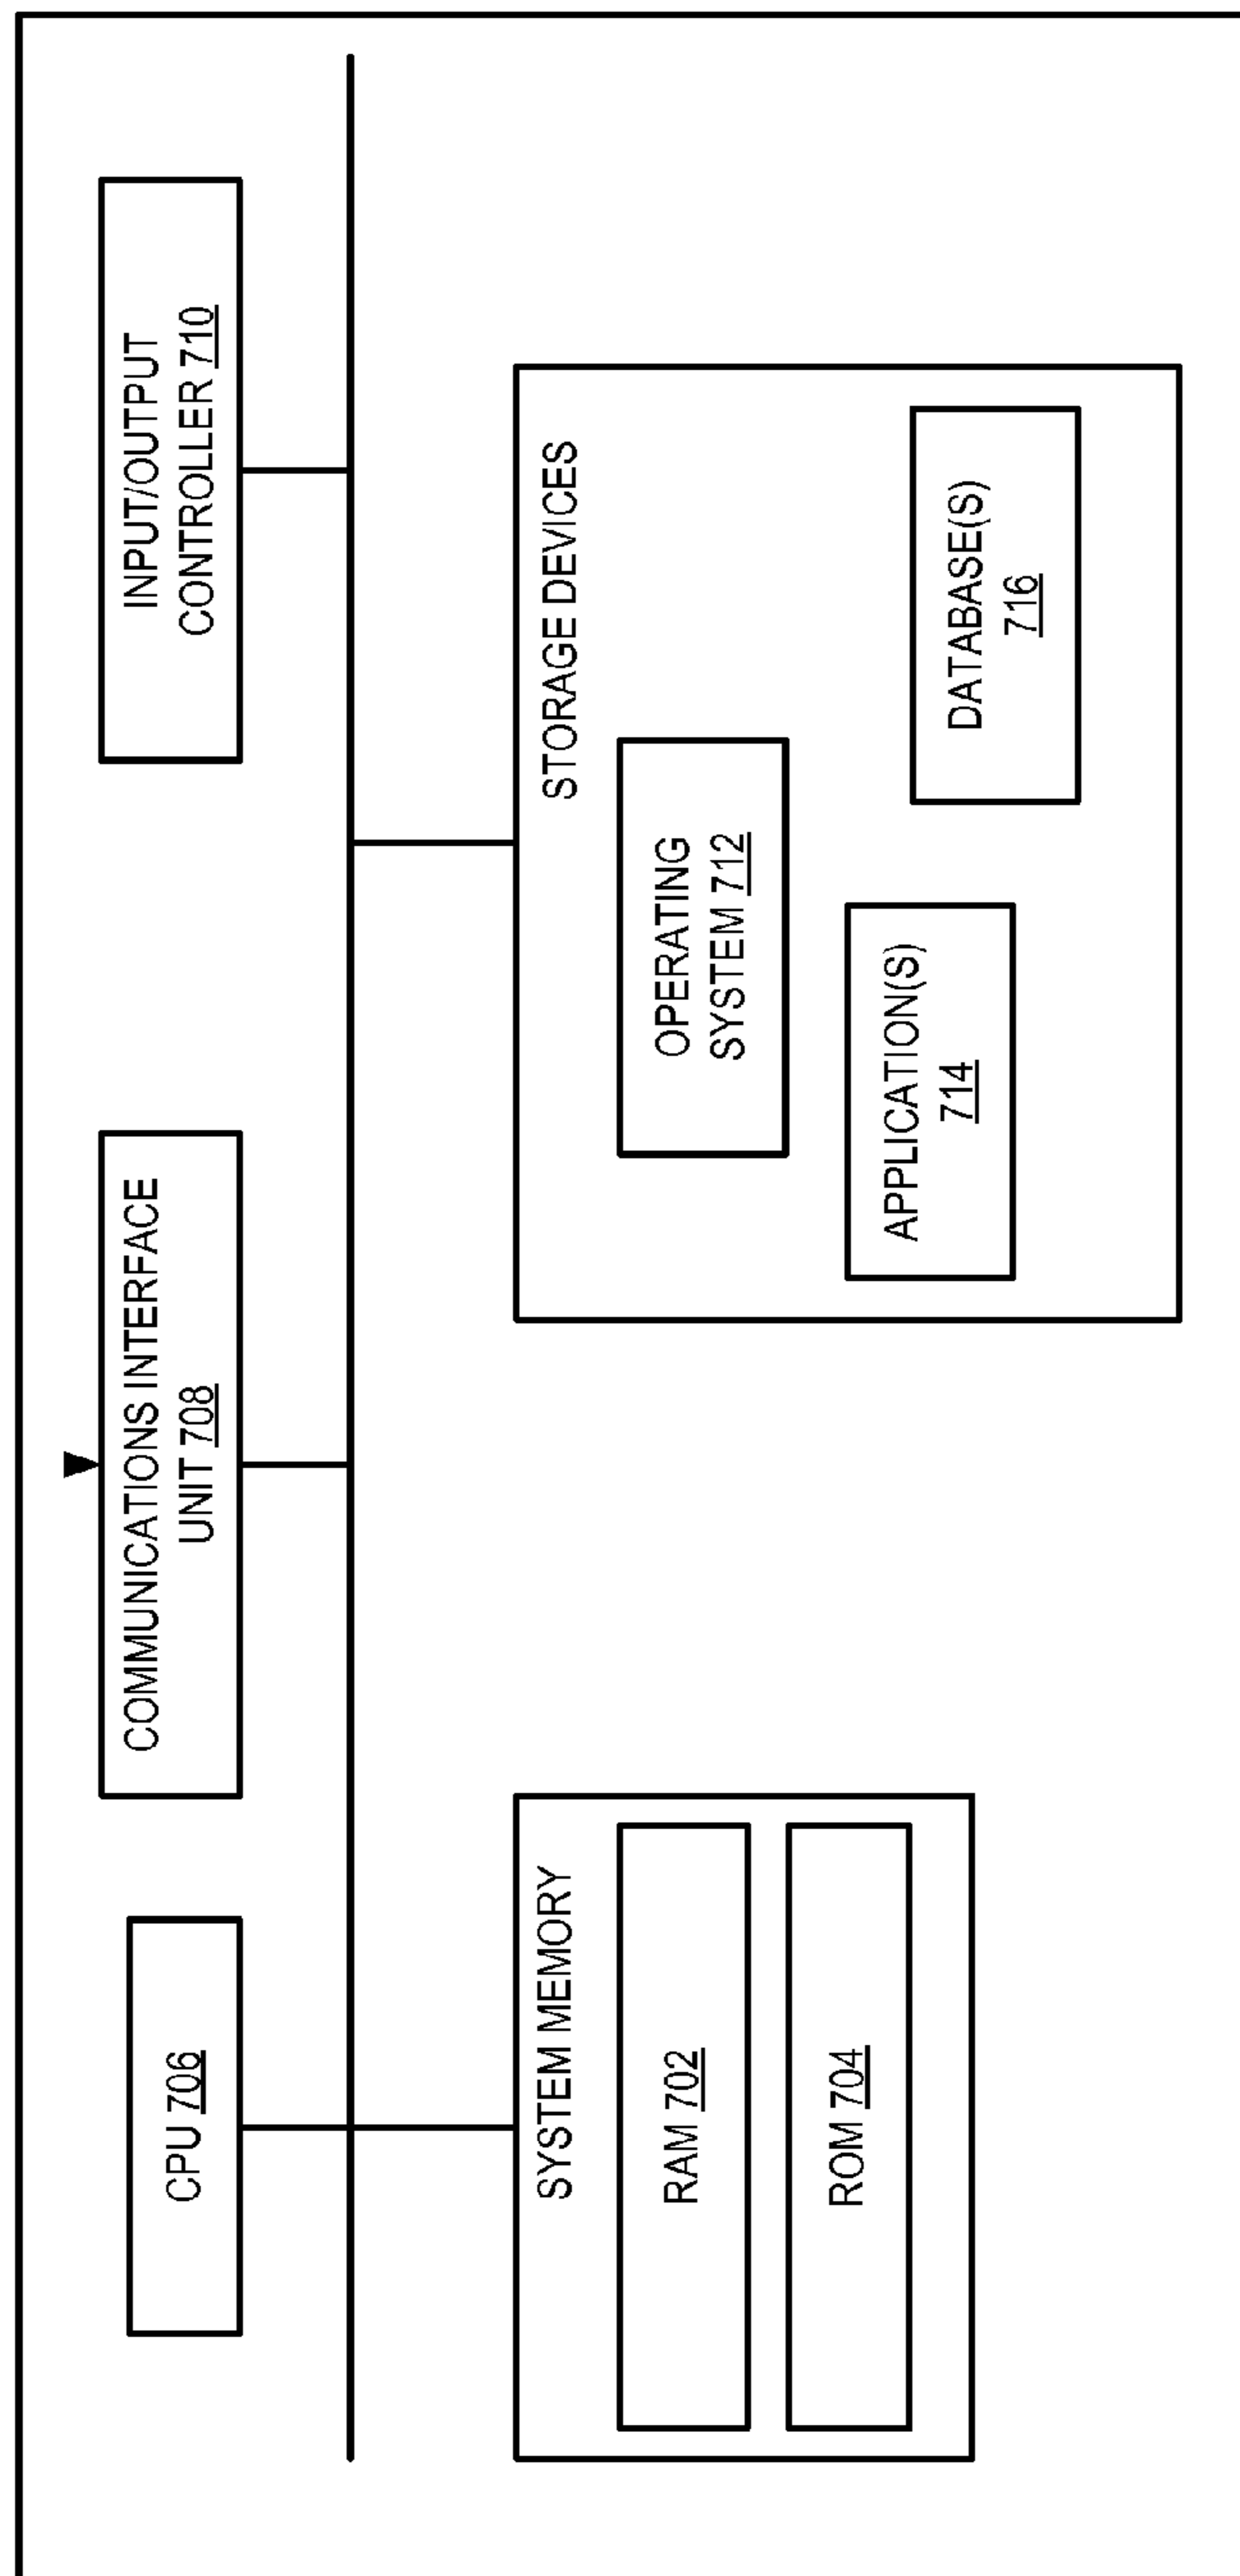 CPU 706
COMMUNICATIONS INTERFACE
UNIT 708
INPUT/OUTPUT
CONTROLLER 710
SYSTEM MEMORY
RAM 702
ROM 704
STORAGE DEVICES
OPERATING
SYSTEM 712
APPLICATION(S)
714
DATABASE(S)
716